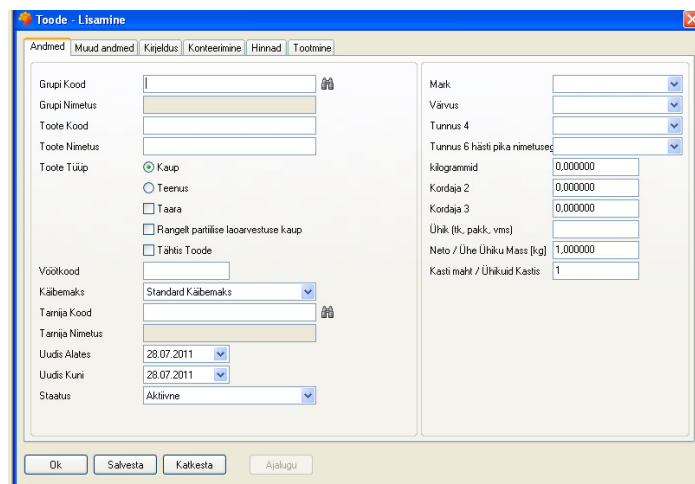 Toode - Lisamine
Andmed Muud andmed Kirjeldus Konteerimine Hinnad Tootmine
Grupi Kood
Grupi Nimetus
Toote Kood
Toote Nimetus
Toote Tüüp Kaup
Teenus
Taara
Rangelt partiilise laoarvestuse kaup
Tähtis Toode
Vöötkood
Käibemaks Standard Käibemaks
Tarnija Kood
Tarnija Nimetus
Uudis Alates 28.07.2011
Uudis Kuni 28.07.2011
Staatus Aktiivne
Mark
Värvus
Tunnus 4
Tunnus 6 hästi pika nimetuseg
kilogrammid 0,000000
Kordaja 2 0,000000
Kordaja 3 0,000000
Ühik (tk, pakk, vms)
Neto / Ühe Ühiku Mass [kg] 1,000000
Kasti maht / Ühikuid Kastis 1
Ok Salvesta Katkesta Ajalugu